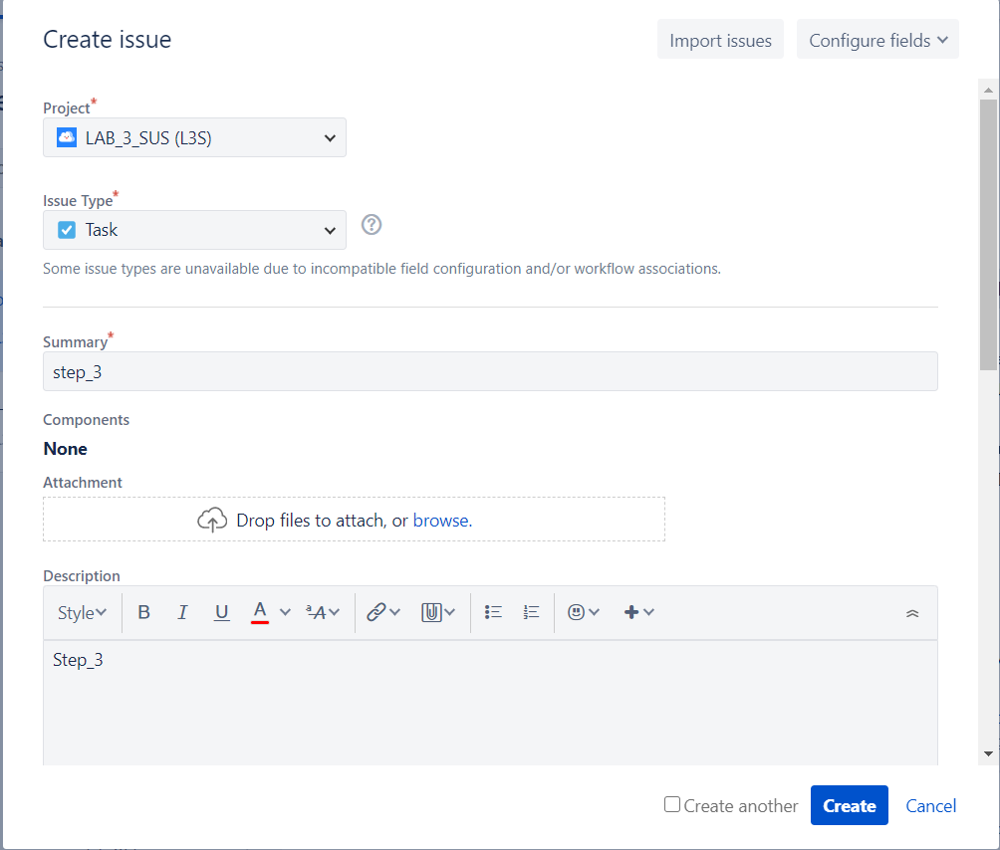 Create issue
Import issues
Configure fields
Project*
LAB_3_SUS (L3S)
Issue Type*
Task
Some issue types are unavailable due to incompatible field configuration and/or workflow associations.
Summary*
step_3
Components
None
Attachment
Drop files to attach, or browse.
Description
Style B I U A ªA
Step_3
Create another
Create
Cancel